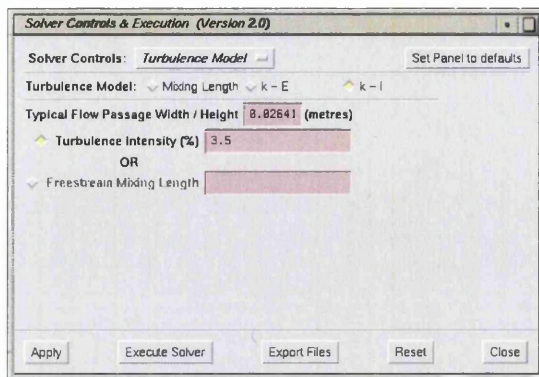 Solver Controls & Execution (Version 2.0)
Solver Controls: Turbulence Model Set Panel to defaults
Turbulence Model: Mixing Length k - E k - l
Typical Flow Passage Width / Height 0.02641 (metres)
Turbulence Intensity (%) 3.5
OR
Freestream Mixing Length
Apply Execute Solver Export Files Reset Close